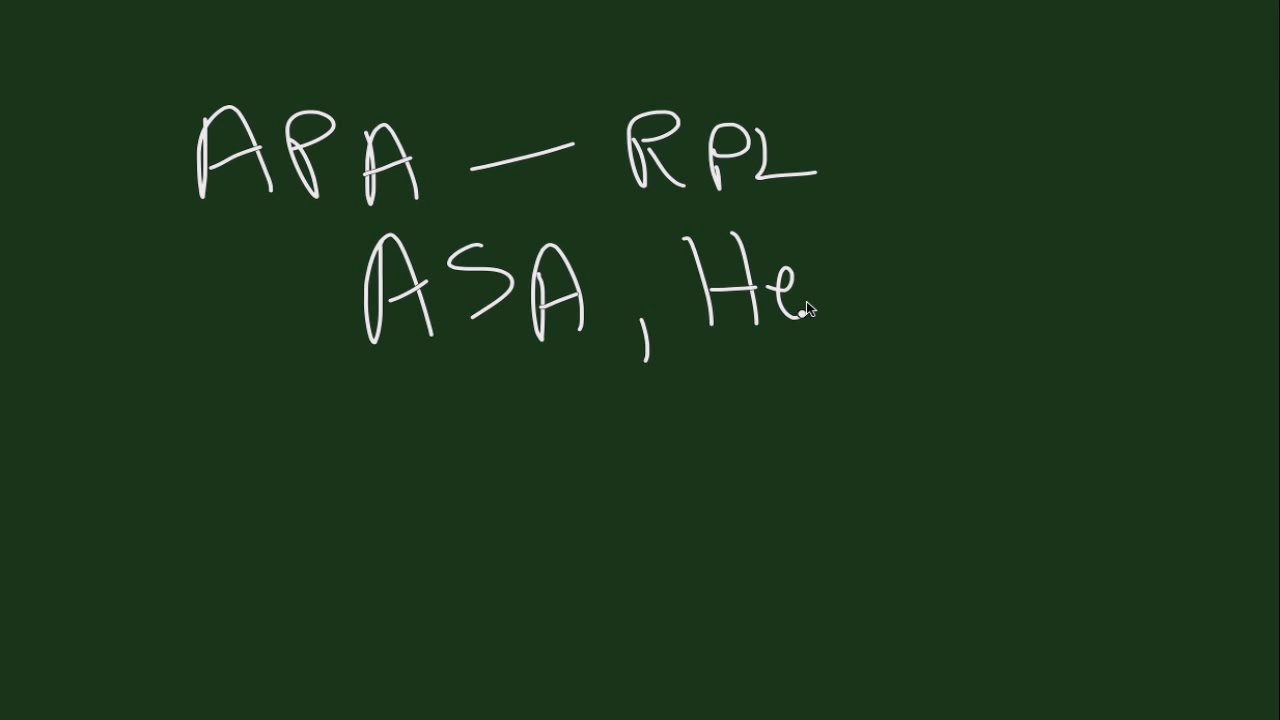 APA — RPL
ASA, He